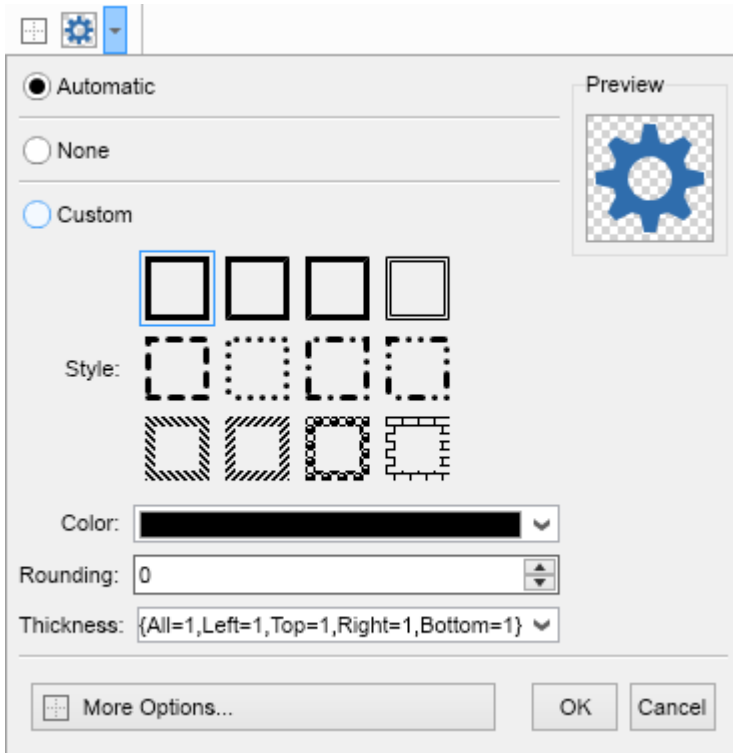 Automatic
Preview
None
Custom
Style:
Color:
Rounding: 0
Thickness: {All=1,Left=1,Top=1,Right=1,Bottom=1}
More Options... OK Cancel